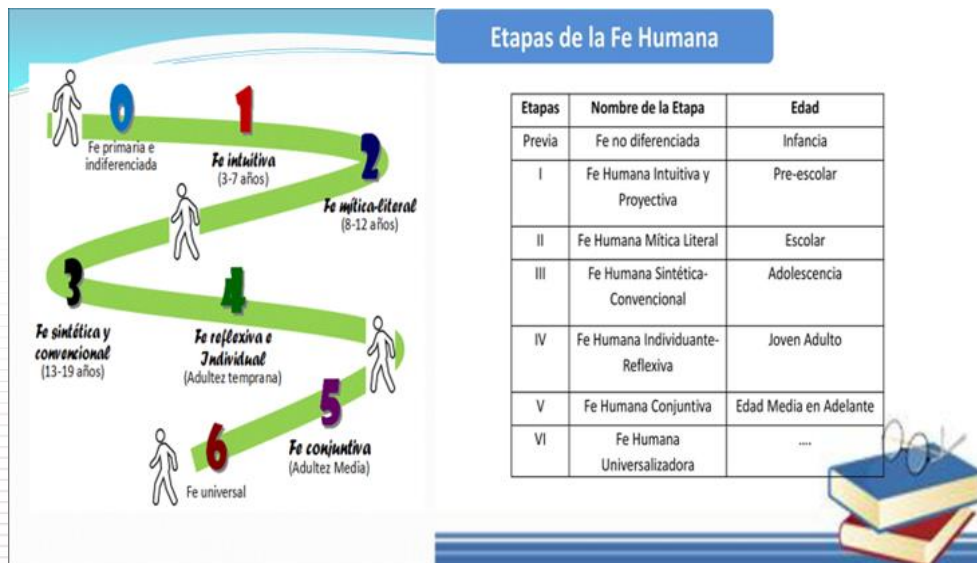 0
Fe primaria e
indiferenciada
1
Fe intuitiva
(3-7 años)
2
Fe mítica-literal
(8-12 años)
3
Fe sintética y
convencional
(13-19 años)
4
Fe reflexiva e
Individual
(Adultez temprana)
5
Fe conjuntiva
(Adultez Media)
6
Fe universal
Etapas de la Fe Humana
Etapas Nombre de la Etapa Edad
Previa Fe no diferenciada Infancia
I Fe Humana Intuitiva y Pre-escolar
Proyectiva
II Fe Humana Mítica Literal Escolar
III Fe Humana Sintética- Adolescencia
Convencional
IV Fe Humana Individuante- Joven Adulto
Reflexiva
V Fe Humana Conjuntiva Edad Media en Adelante
VI Fe Humana ....
Universalizadora